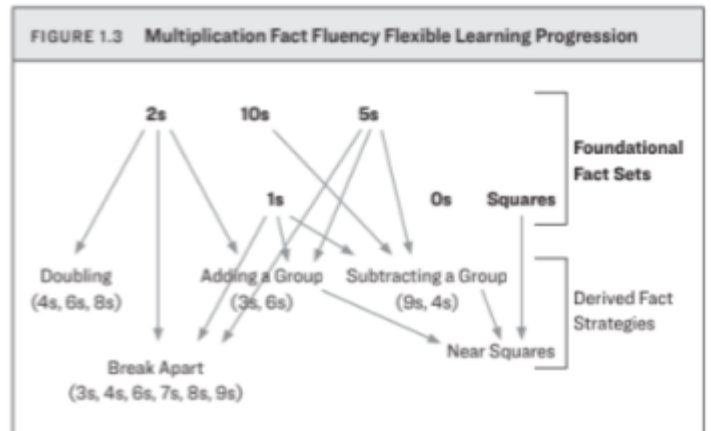 FIGURE 1.3 Multiplication Fact Fluency Flexible Learning Progression
2s 10s 5s
Foundational
Fact Sets
1s 0s Squares
Doubling
(4s, 6s, 8s)
Adding a Group
(3s, 6s)
Subtracting a Group
(9s, 4s)
Derived Fact
Strategies
Near Squares
Break Apart
(3s, 4s, 6s, 7s, 8s, 9s)